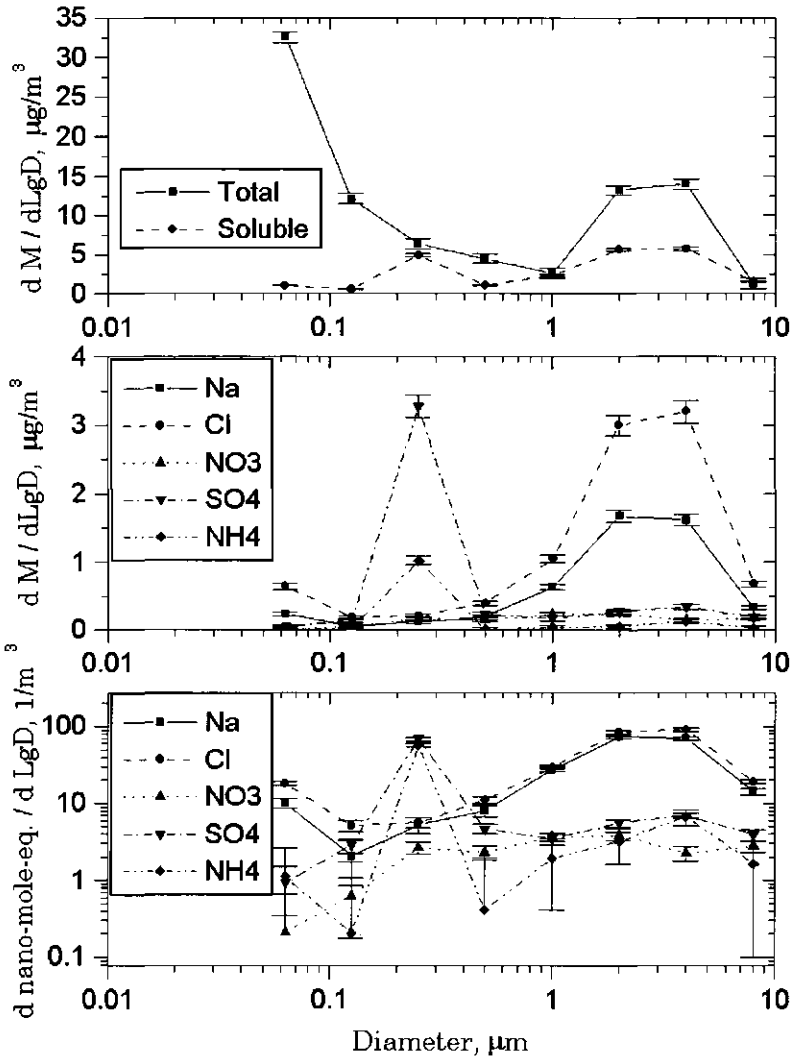 d M / dLgD, μg/m³
35
30
25
20
15
10
5
0
Total
Soluble
0.01
0.1
1
10
d M / dLgD, μg/m³
4
3
2
1
0
Na
Cl
NO3
SO4
NH4
0.01
0.1
1
10
d nano-mole-eq. / d LgD, 1/m³
100
10
1
0.1
Na
Cl
NO3
SO4
NH4
0.01
0.1
1
10
Diameter, μm